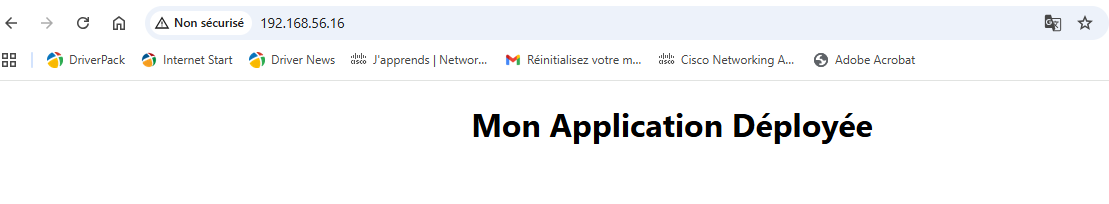 Non sécurisé 192.168.56.16
DriverPack Internet Start Driver News J'apprends | Networ... Réinitialisez votre m... Cisco Networking A... Adobe Acrobat
Mon Application Déployée